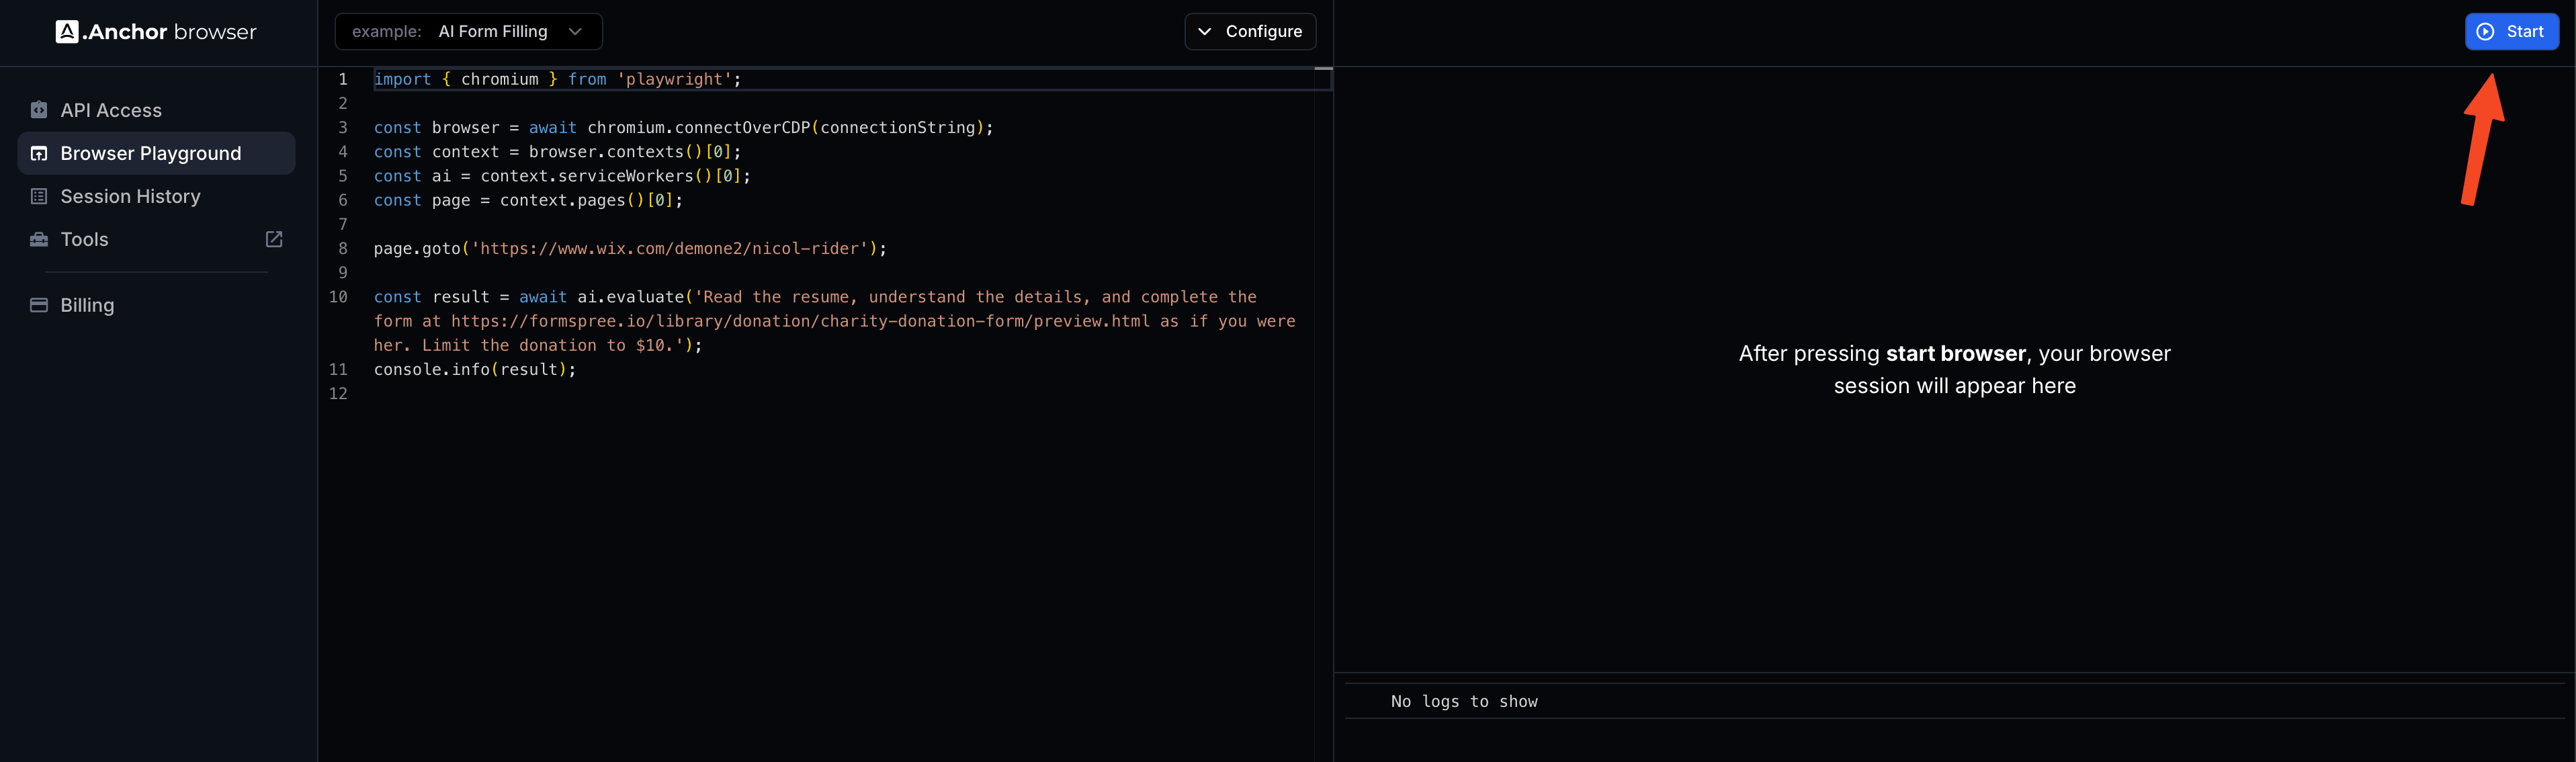 .Anchor browser
API Access
Browser Playground
Session History
Tools
Billing
example: AI Form Filling
Configure
1 import { chromium } from 'playwright';
2
3 const browser = await chromium.connectOverCDP(connectionString);
4 const context = browser.contexts()[0];
5 const ai = context.serviceWorkers()[0];
6 const page = context.pages()[0];
7
8 page.goto('https://www.wix.com/demone2/nicol-rider');
9
10 const result = await ai.evaluate('Read the resume, understand the details, and complete the
form at https://formspree.io/library/donation/charity-donation-form/preview.html as if you were
her. Limit the donation to $10.');
11 console.info(result);
12
Start
After pressing start browser, your browser
session will appear here
No logs to show